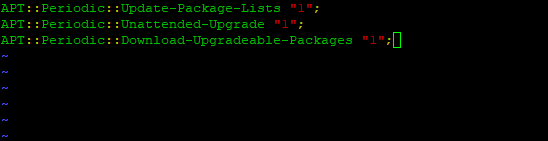 APT::Periodic::Update-Package-Lists "1";
APT::Periodic::Unattended-Upgrade "1";
APT::Periodic::Download-Upgradeable-Packages "1";
~
~
~
~
~
~